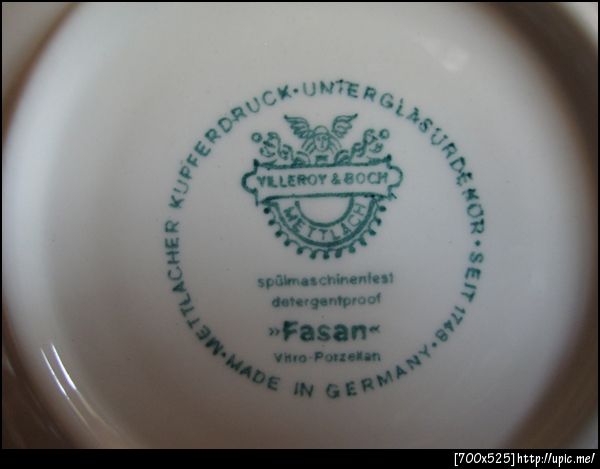 METTLACHER KUPFERDRUCK · UNTERGLASURDEKOR · SEIT 1748 · MADE IN GERMANY ·
VILLEROY & BOCH
METTLACH
spülmaschinenfest
detergentproof
»Fasan«
Vitro-Porzellan
[700x525]http://upic.me/